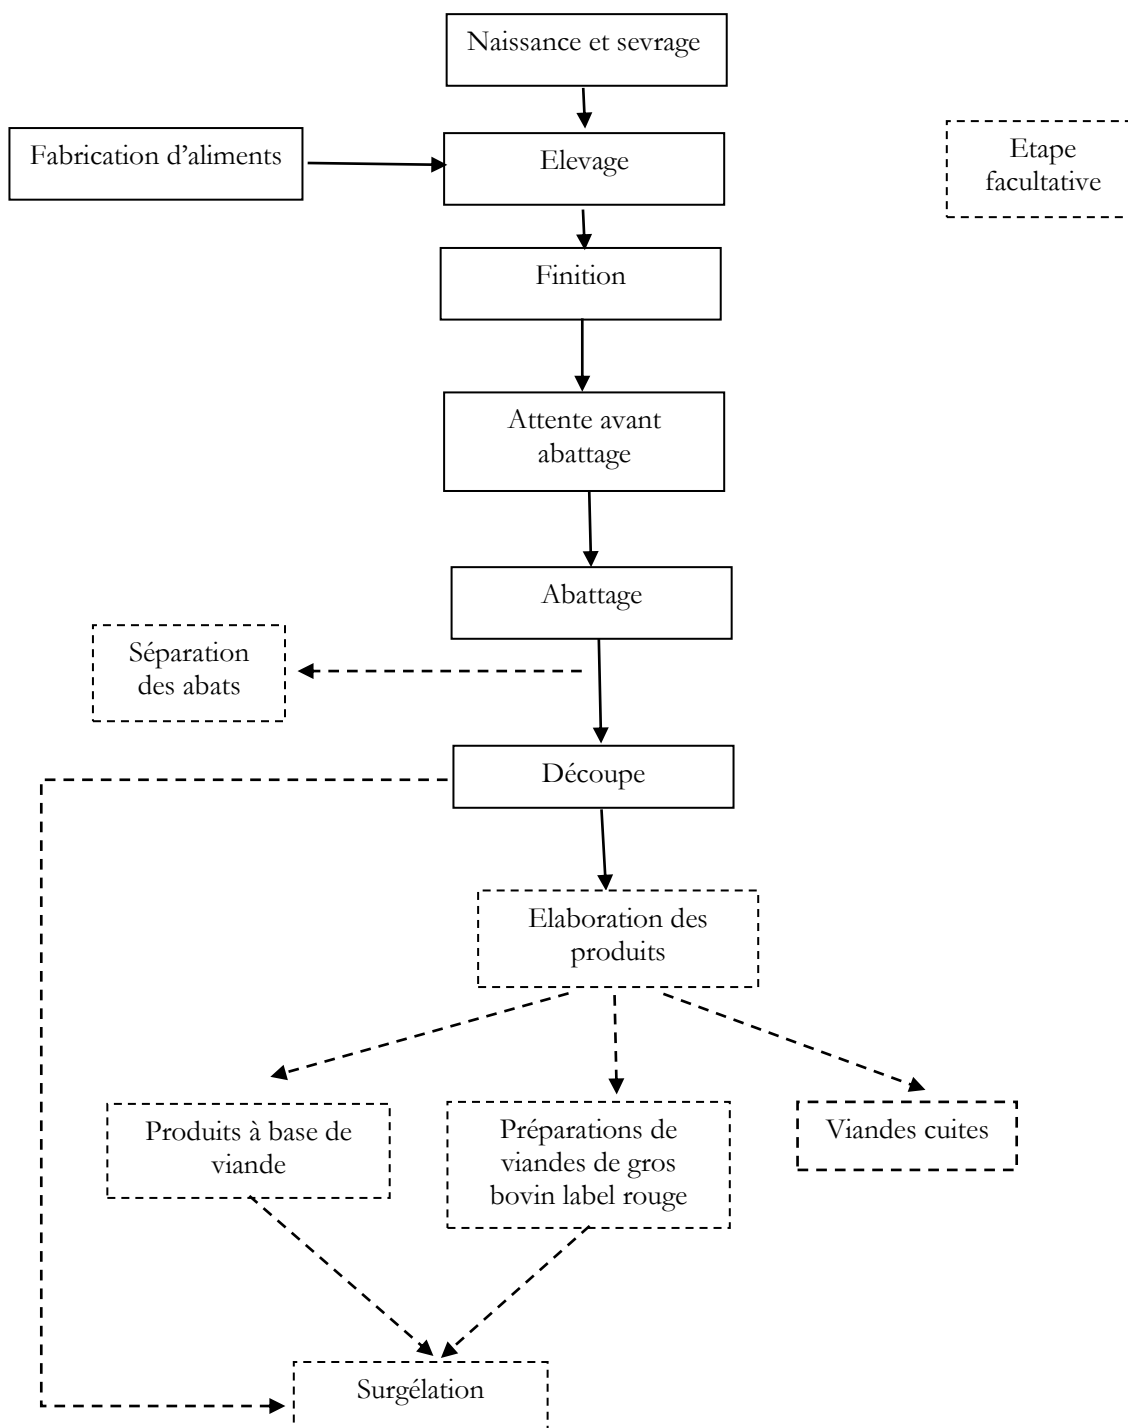 Naissance et sevrage
Fabrication d’aliments
Elevage
Etape
facultative
Finition
Attente avant
abattage
Abattage
Séparation
des abats
Découpe
Elaboration des
produits
Produits à base de
viande
Préparations de
viandes de gros
bovin label rouge
Viandes cuites
Surgélation